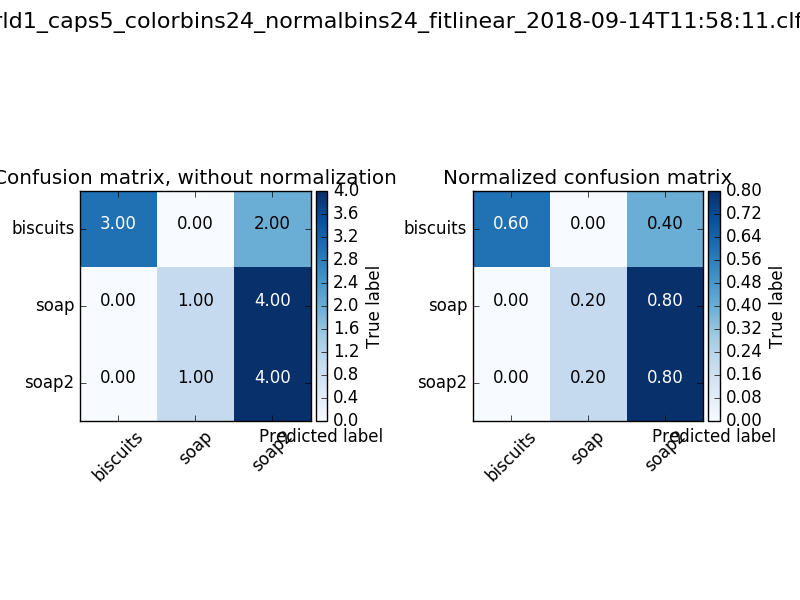 rld1_caps5_colorbins24_normalbins24_fitlinear_2018-09-14T11:58:11.clf
Confusion matrix, without normalization
biscuits 3.00 0.00 2.00
soap 0.00 1.00 4.00
soap2 0.00 1.00 4.00
biscuits soap soap2
Predicted label
4.0
3.6
3.2
2.8
2.4
2.0
1.6
1.2
0.8
0.4
0.0
True label
Normalized confusion matrix
biscuits 0.60 0.00 0.40
soap 0.00 0.20 0.80
soap2 0.00 0.20 0.80
biscuits soap soap2
Predicted label
0.80
0.72
0.64
0.56
0.48
0.40
0.32
0.24
0.16
0.08
0.00
True label